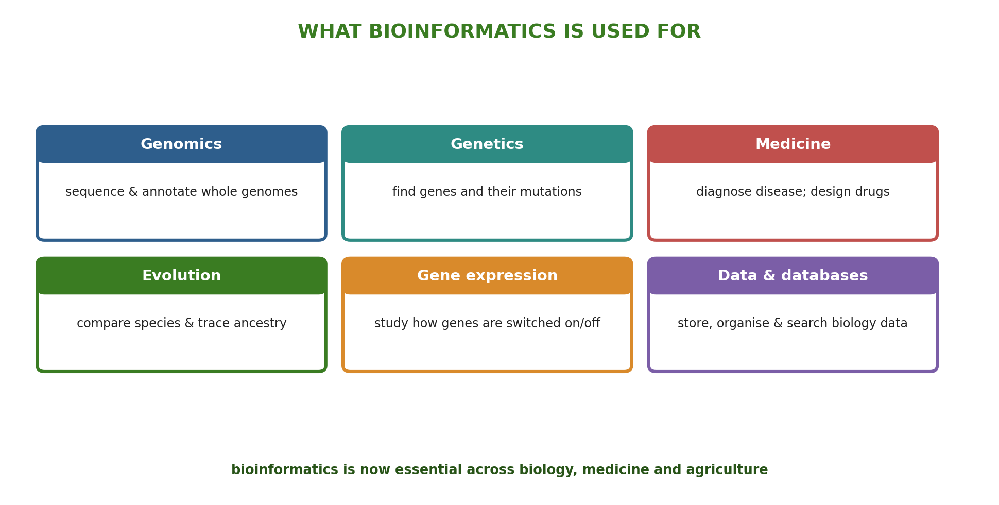 WHAT BIOINFORMATICS IS USED FOR
Genomics
sequence & annotate whole genomes
Genetics
find genes and their mutations
Medicine
diagnose disease; design drugs
Evolution
compare species & trace ancestry
Gene expression
study how genes are switched on/off
Data & databases
store, organise & search biology data
bioinformatics is now essential across biology, medicine and agriculture